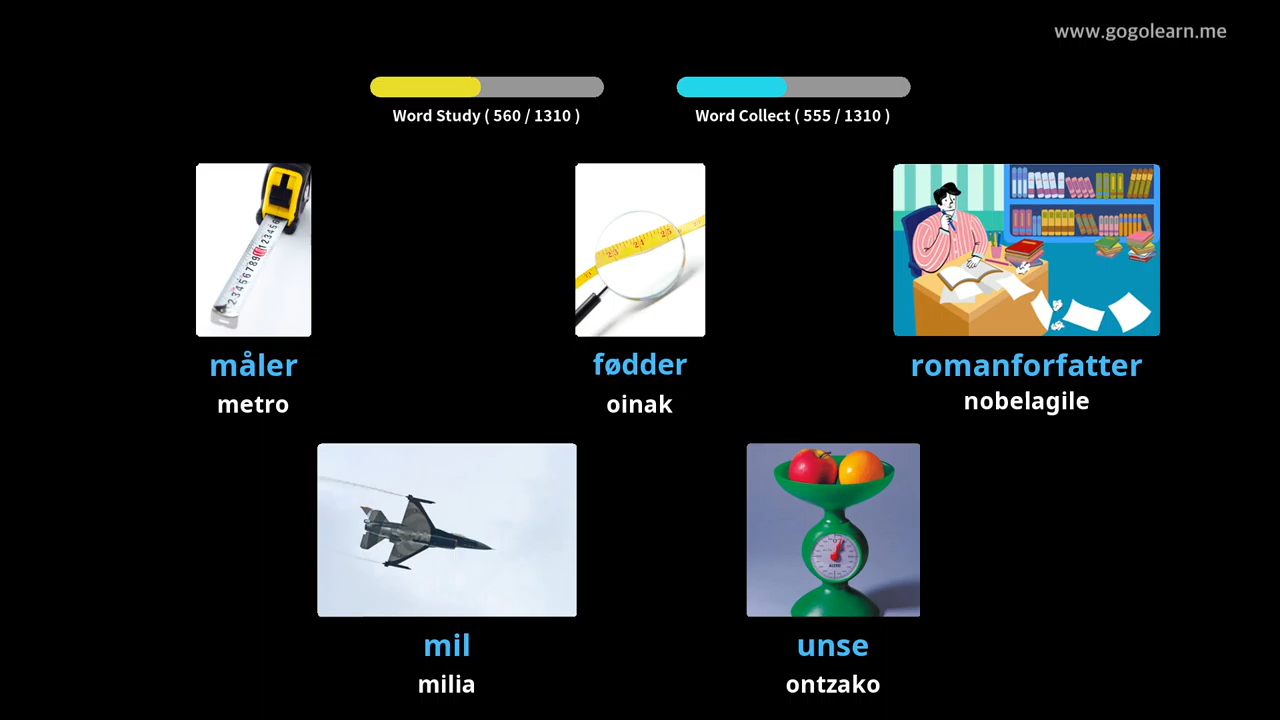 www.gogolearn.me
Word Study ( 560 / 1310 )
Word Collect ( 555 / 1310 )
måler
metro
fødder
oinak
romanforfatter
nobelagile
mil
milia
unse
ontzako